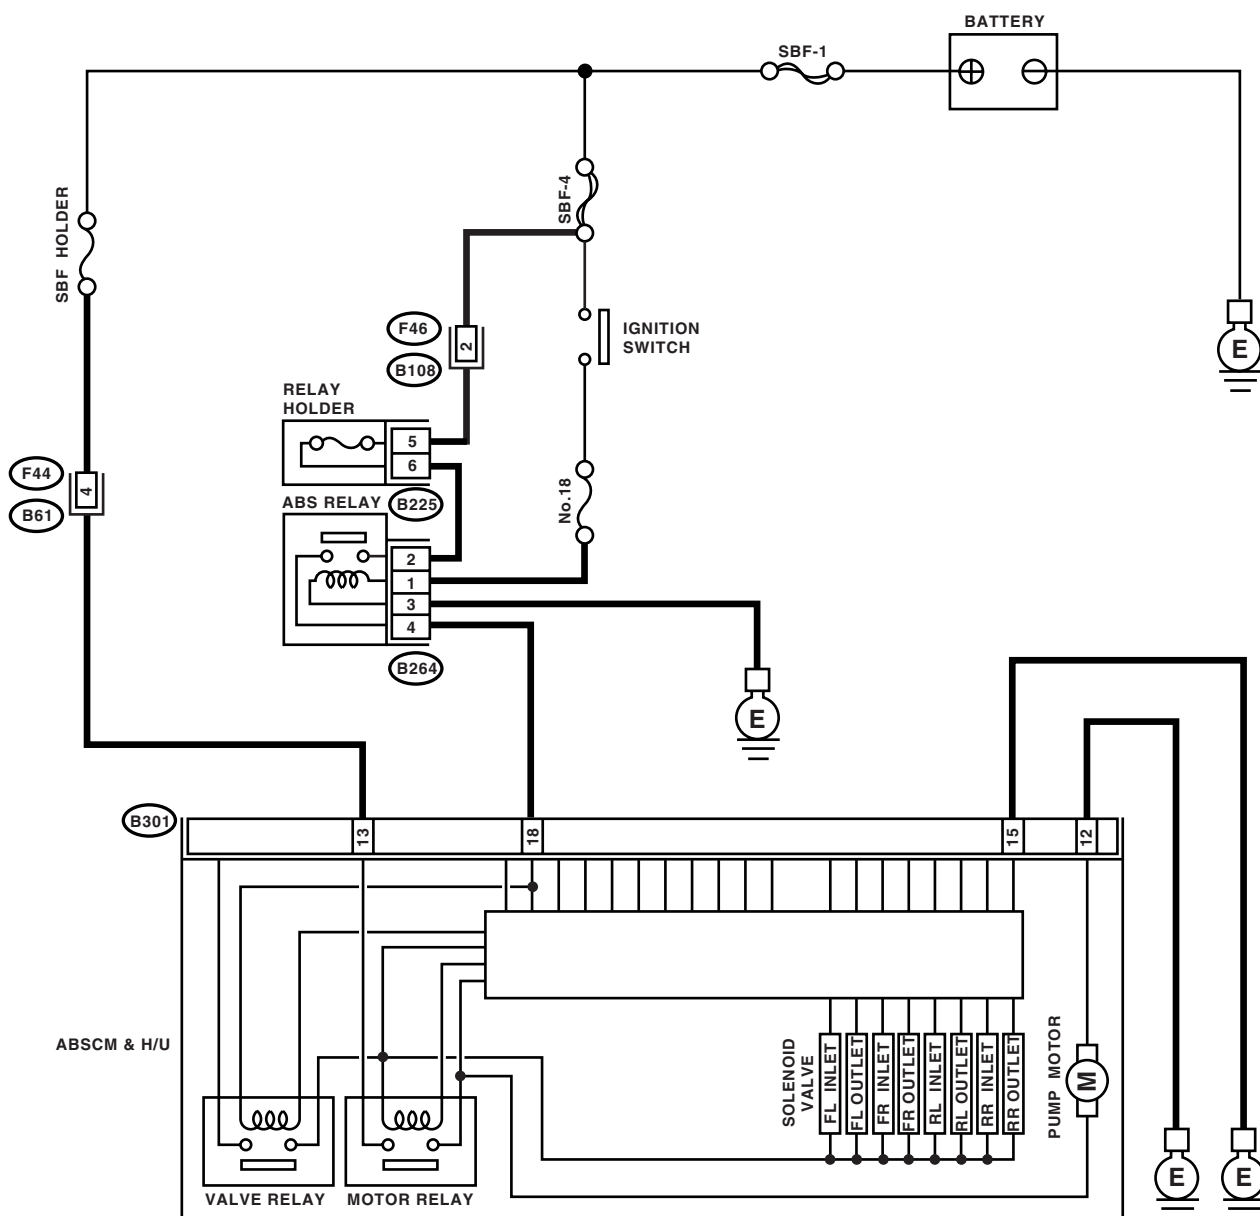 BATTERY
SBF-1
SBF-4
SBF HOLDER
E
F46
2
B108
IGNITION
SWITCH
RELAY
HOLDER
5
6
F44
4
B61
ABS RELAY
B225
No.18
2
1
3
4
B264
E
B301
13
18
15
12
ABSCM & H/U
SOLENOID
VALVE
FL INLET
FL OUTLET
FR INLET
FR OUTLET
RL INLET
RL OUTLET
RR INLET
RR OUTLET
PUMP MOTOR
M
E
E
VALVE RELAY
MOTOR RELAY